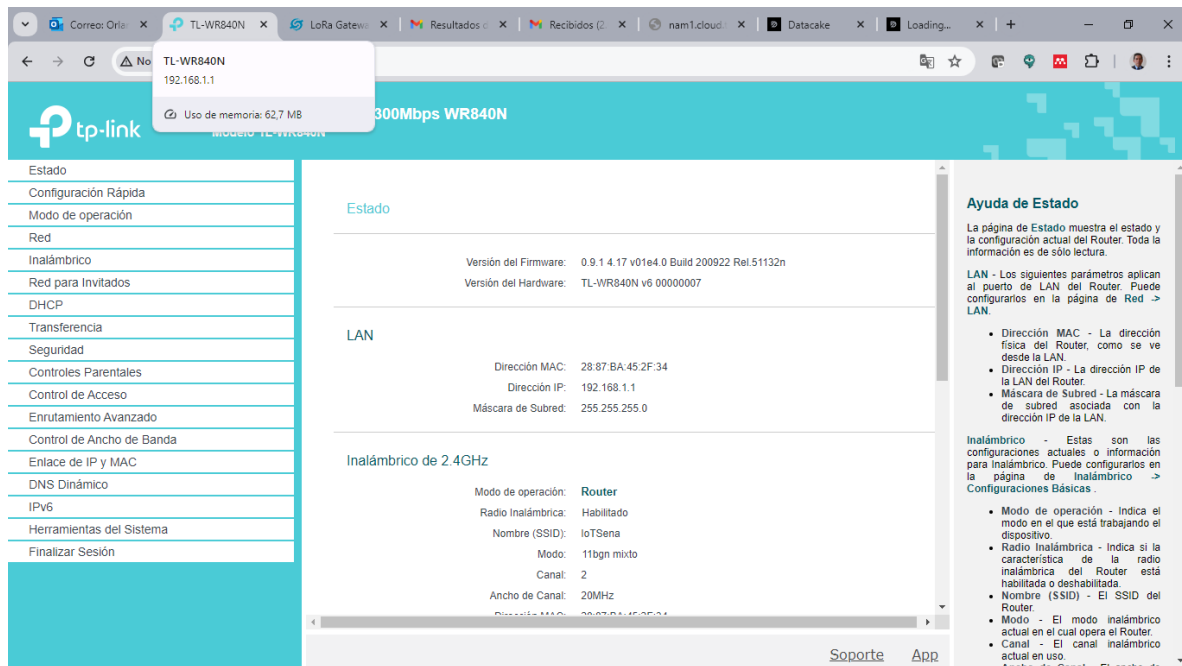 Correo: Orla
TL-WR840N
LoRa Gatewa
Resultados d
Recibidos (2.
nam1.cloud.
Datacake
Loading...
No
TL-WR840N
192.168.1.1
Uso de memoria: 62,7 MB
tp-link
300Mbps WR840N
Modelo TL-WR840N
Estado
Configuración Rápida
Modo de operación
Red
Inalámbrico
Red para Invitados
DHCP
Transferencia
Seguridad
Controles Parentales
Control de Acceso
Enrutamiento Avanzado
Control de Ancho de Banda
Enlace de IP y MAC
DNS Dinámico
IPv6
Herramientas del Sistema
Finalizar Sesión
Estado
Versión del Firmware: 0.9.1 4.17 v01e4.0 Build 200922 Rel.51132n
Versión del Hardware: TL-WR840N v6 00000007
LAN
Dirección MAC: 28:87:BA:45:2F:34
Dirección IP: 192.168.1.1
Máscara de Subred: 255.255.255.0
Inalámbrico de 2.4GHz
Modo de operación: Router
Radio Inalámbrica: Habilitado
Nombre (SSID): IoTSena
Modo: 11bgn mixto
Canal: 2
Ancho de Canal: 20MHz
Dirección MAC: 28:87:BA:45:2F:34
Soporte App
Ayuda de Estado
La página de Estado muestra el estado y
la configuración actual del Router. Toda la
información es de sólo lectura.
LAN - Los siguientes parámetros aplican
al puerto de LAN del Router. Puede
configurarlos en la página de Red ->
LAN.
• Dirección MAC - La dirección
física del Router, como se ve
desde la LAN.
• Dirección IP - La dirección IP de
la LAN del Router.
• Máscara de Subred - La máscara
de subred asociada con la
dirección IP de la LAN.
Inalámbrico - Estas son las
configuraciones actuales o información
para Inalámbrico. Puede configurarlos en
la página de Inalámbrico ->
Configuraciones Básicas .
• Modo de operación - Indica el
modo en el que está trabajando el
dispositivo.
• Radio Inalámbrica - Indica si la
característica de la radio
inalámbrica del Router está
habilitada o deshabilitada.
• Nombre (SSID) - El SSID del
Router.
• Modo - El modo inalámbrico
actual en el cual opera el Router.
• Canal - El canal inalámbrico
actual en uso.